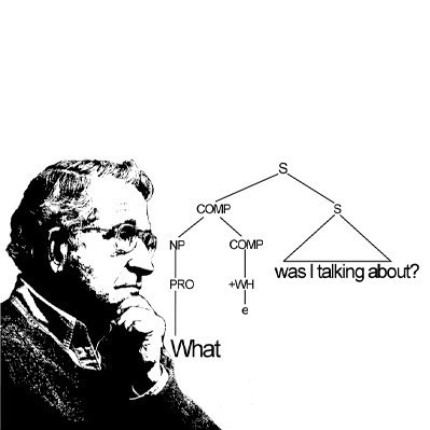 S
COMP S
NP COMP
was I talking about?
PRO +WH
e
What